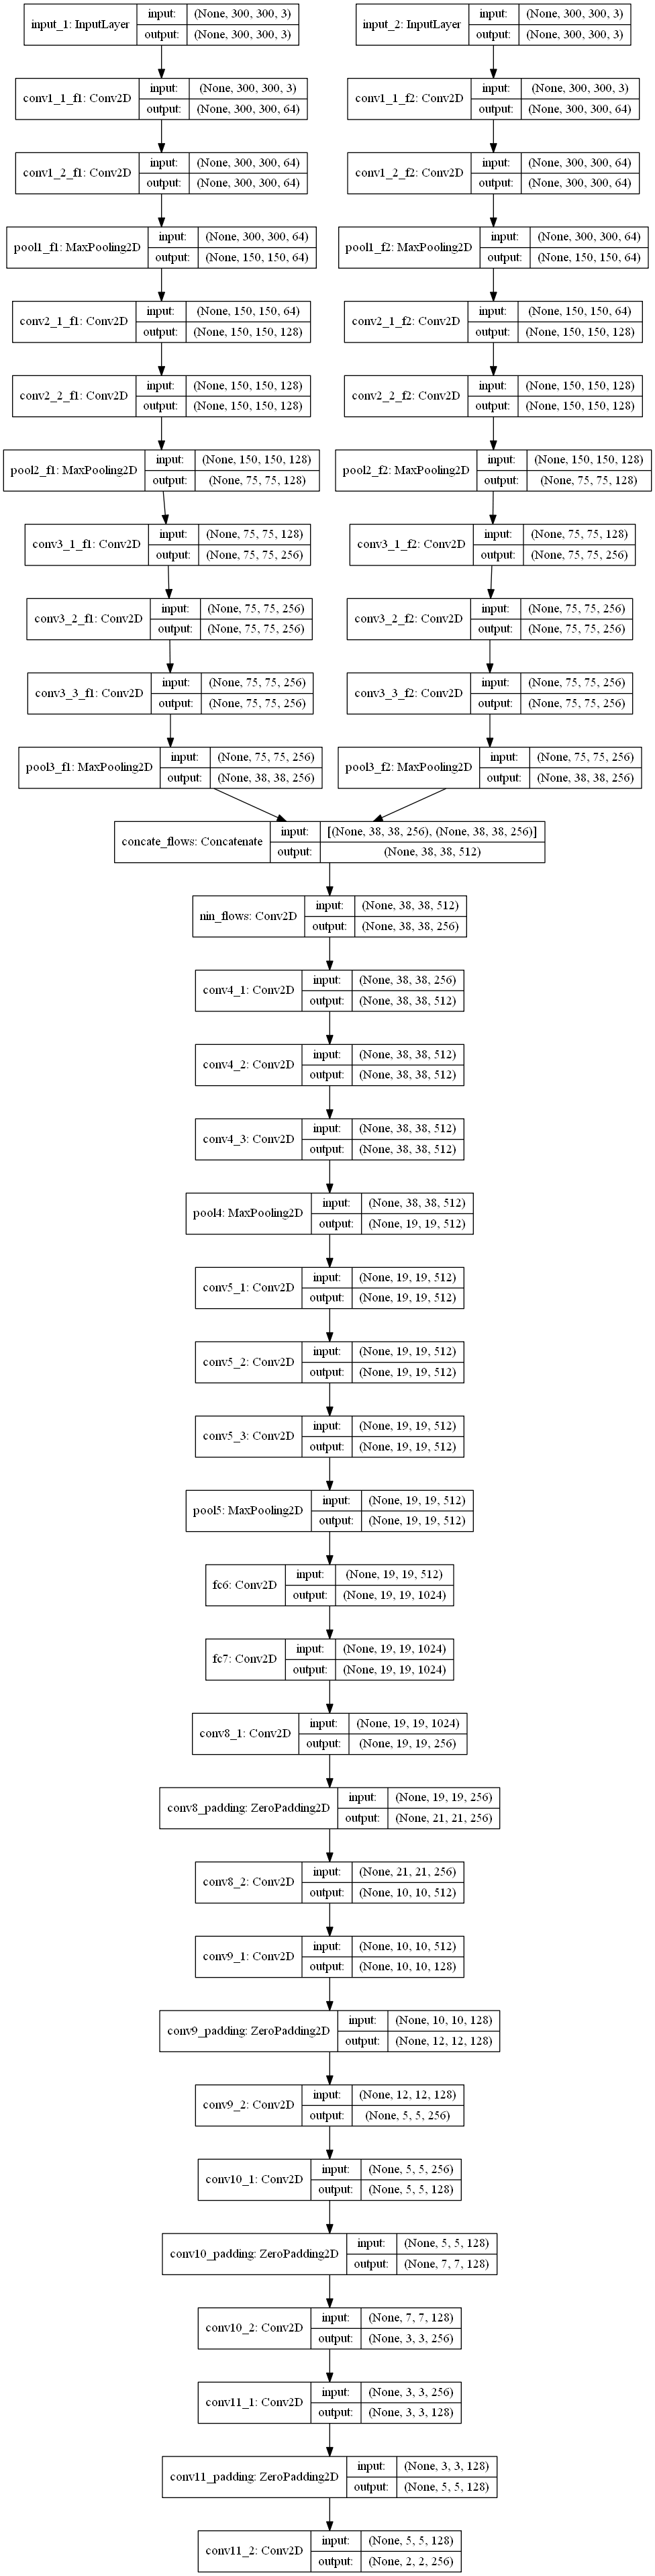 input_1: InputLayer
input: (None, 300, 300, 3)
output: (None, 300, 300, 3)
input_2: InputLayer
input: (None, 300, 300, 3)
output: (None, 300, 300, 3)
conv1_1_f1: Conv2D
input: (None, 300, 300, 3)
output: (None, 300, 300, 64)
conv1_1_f2: Conv2D
input: (None, 300, 300, 3)
output: (None, 300, 300, 64)
conv1_2_f1: Conv2D
input: (None, 300, 300, 64)
output: (None, 300, 300, 64)
conv1_2_f2: Conv2D
input: (None, 300, 300, 64)
output: (None, 300, 300, 64)
pool1_f1: MaxPooling2D
input: (None, 300, 300, 64)
output: (None, 150, 150, 64)
pool1_f2: MaxPooling2D
input: (None, 300, 300, 64)
output: (None, 150, 150, 64)
conv2_1_f1: Conv2D
input: (None, 150, 150, 64)
output: (None, 150, 150, 128)
conv2_1_f2: Conv2D
input: (None, 150, 150, 64)
output: (None, 150, 150, 128)
conv2_2_f1: Conv2D
input: (None, 150, 150, 128)
output: (None, 150, 150, 128)
conv2_2_f2: Conv2D
input: (None, 150, 150, 128)
output: (None, 150, 150, 128)
pool2_f1: MaxPooling2D
input: (None, 150, 150, 128)
output: (None, 75, 75, 128)
pool2_f2: MaxPooling2D
input: (None, 150, 150, 128)
output: (None, 75, 75, 128)
conv3_1_f1: Conv2D
input: (None, 75, 75, 128)
output: (None, 75, 75, 256)
conv3_1_f2: Conv2D
input: (None, 75, 75, 128)
output: (None, 75, 75, 256)
conv3_2_f1: Conv2D
input: (None, 75, 75, 256)
output: (None, 75, 75, 256)
conv3_2_f2: Conv2D
input: (None, 75, 75, 256)
output: (None, 75, 75, 256)
conv3_3_f1: Conv2D
input: (None, 75, 75, 256)
output: (None, 75, 75, 256)
conv3_3_f2: Conv2D
input: (None, 75, 75, 256)
output: (None, 75, 75, 256)
pool3_f1: MaxPooling2D
input: (None, 75, 75, 256)
output: (None, 38, 38, 256)
pool3_f2: MaxPooling2D
input: (None, 75, 75, 256)
output: (None, 38, 38, 256)
concate_flows: Concatenate
input: [(None, 38, 38, 256), (None, 38, 38, 256)]
output: (None, 38, 38, 512)
nin_flows: Conv2D
input: (None, 38, 38, 512)
output: (None, 38, 38, 256)
conv4_1: Conv2D
input: (None, 38, 38, 256)
output: (None, 38, 38, 512)
conv4_2: Conv2D
input: (None, 38, 38, 512)
output: (None, 38, 38, 512)
conv4_3: Conv2D
input: (None, 38, 38, 512)
output: (None, 38, 38, 512)
pool4: MaxPooling2D
input: (None, 38, 38, 512)
output: (None, 19, 19, 512)
conv5_1: Conv2D
input: (None, 19, 19, 512)
output: (None, 19, 19, 512)
conv5_2: Conv2D
input: (None, 19, 19, 512)
output: (None, 19, 19, 512)
conv5_3: Conv2D
input: (None, 19, 19, 512)
output: (None, 19, 19, 512)
pool5: MaxPooling2D
input: (None, 19, 19, 512)
output: (None, 19, 19, 512)
fc6: Conv2D
input: (None, 19, 19, 512)
output: (None, 19, 19, 1024)
fc7: Conv2D
input: (None, 19, 19, 1024)
output: (None, 19, 19, 1024)
conv8_1: Conv2D
input: (None, 19, 19, 1024)
output: (None, 19, 19, 256)
conv8_padding: ZeroPadding2D
input: (None, 19, 19, 256)
output: (None, 21, 21, 256)
conv8_2: Conv2D
input: (None, 21, 21, 256)
output: (None, 10, 10, 512)
conv9_1: Conv2D
input: (None, 10, 10, 512)
output: (None, 10, 10, 128)
conv9_padding: ZeroPadding2D
input: (None, 10, 10, 128)
output: (None, 12, 12, 128)
conv9_2: Conv2D
input: (None, 12, 12, 128)
output: (None, 5, 5, 256)
conv10_1: Conv2D
input: (None, 5, 5, 256)
output: (None, 5, 5, 128)
conv10_padding: ZeroPadding2D
input: (None, 5, 5, 128)
output: (None, 7, 7, 128)
conv10_2: Conv2D
input: (None, 7, 7, 128)
output: (None, 3, 3, 256)
conv11_1: Conv2D
input: (None, 3, 3, 256)
output: (None, 3, 3, 128)
conv11_padding: ZeroPadding2D
input: (None, 3, 3, 128)
output: (None, 5, 5, 128)
conv11_2: Conv2D
input: (None, 5, 5, 128)
output: (None, 2, 2, 256)